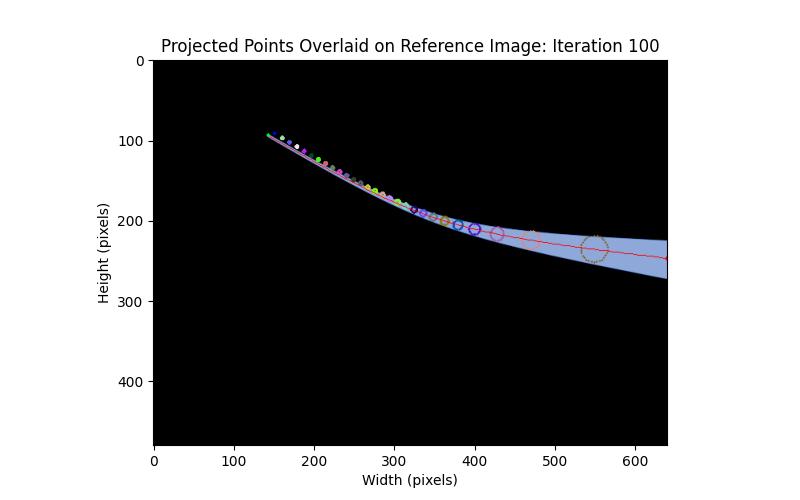 Projected Points Overlaid on Reference Image: Iteration 100
0
100
200
300
400
Height (pixels)
0 100 200 300 400 500 600
Width (pixels)